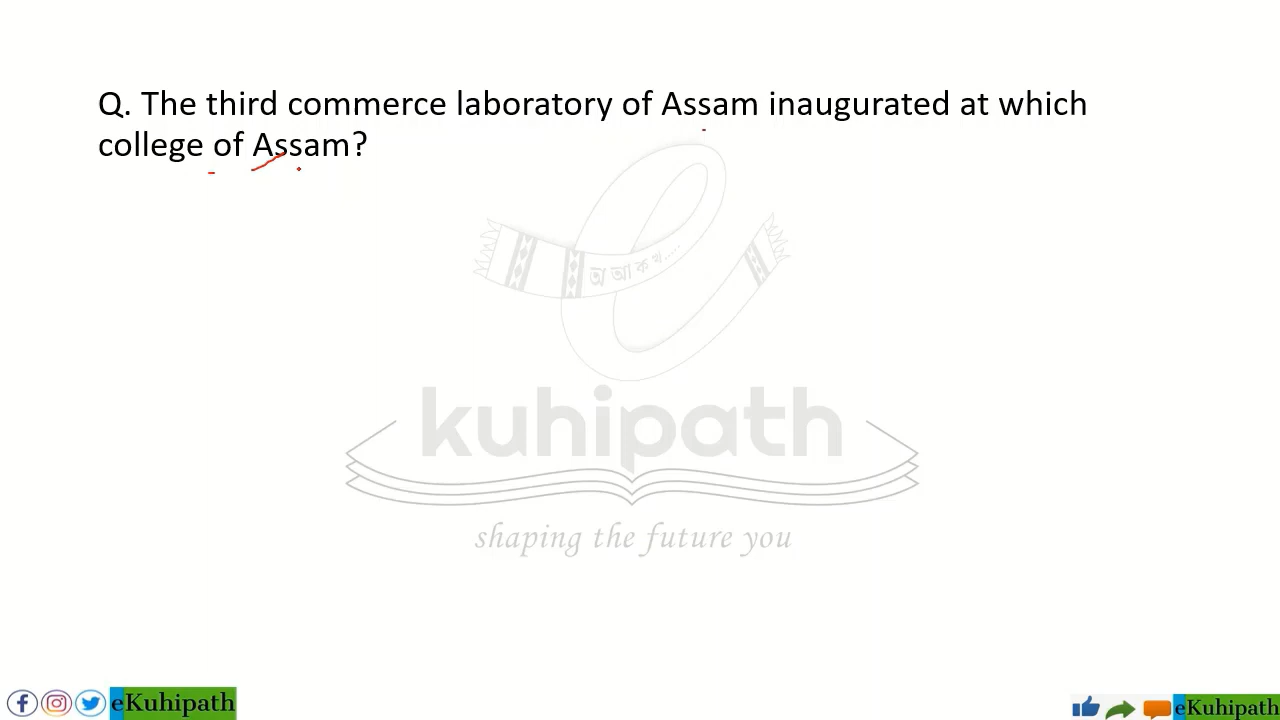 Q. The third commerce laboratory of Assam inaugurated at which
college of Assam?
অ আ ক খ.....
kuhipath
shaping the future you
eKuhipath
eKuhipath